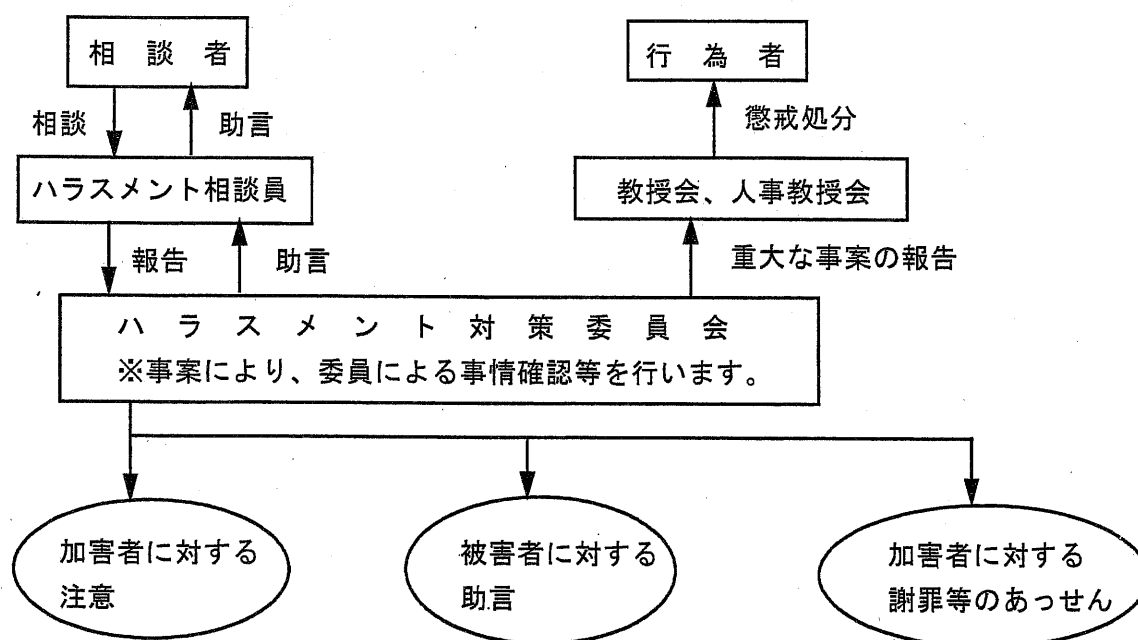 相談者
行為者
相談
助言
懲戒処分
ハラスメント相談員
教授会、人事教授会
報告
助言
重大な事案の報告
ハラスメント対策委員会
※事案により、委員による事情確認等を行います。
加害者に対する
注意
被害者に対する
助言
加害者に対する
謝罪等のあっせん